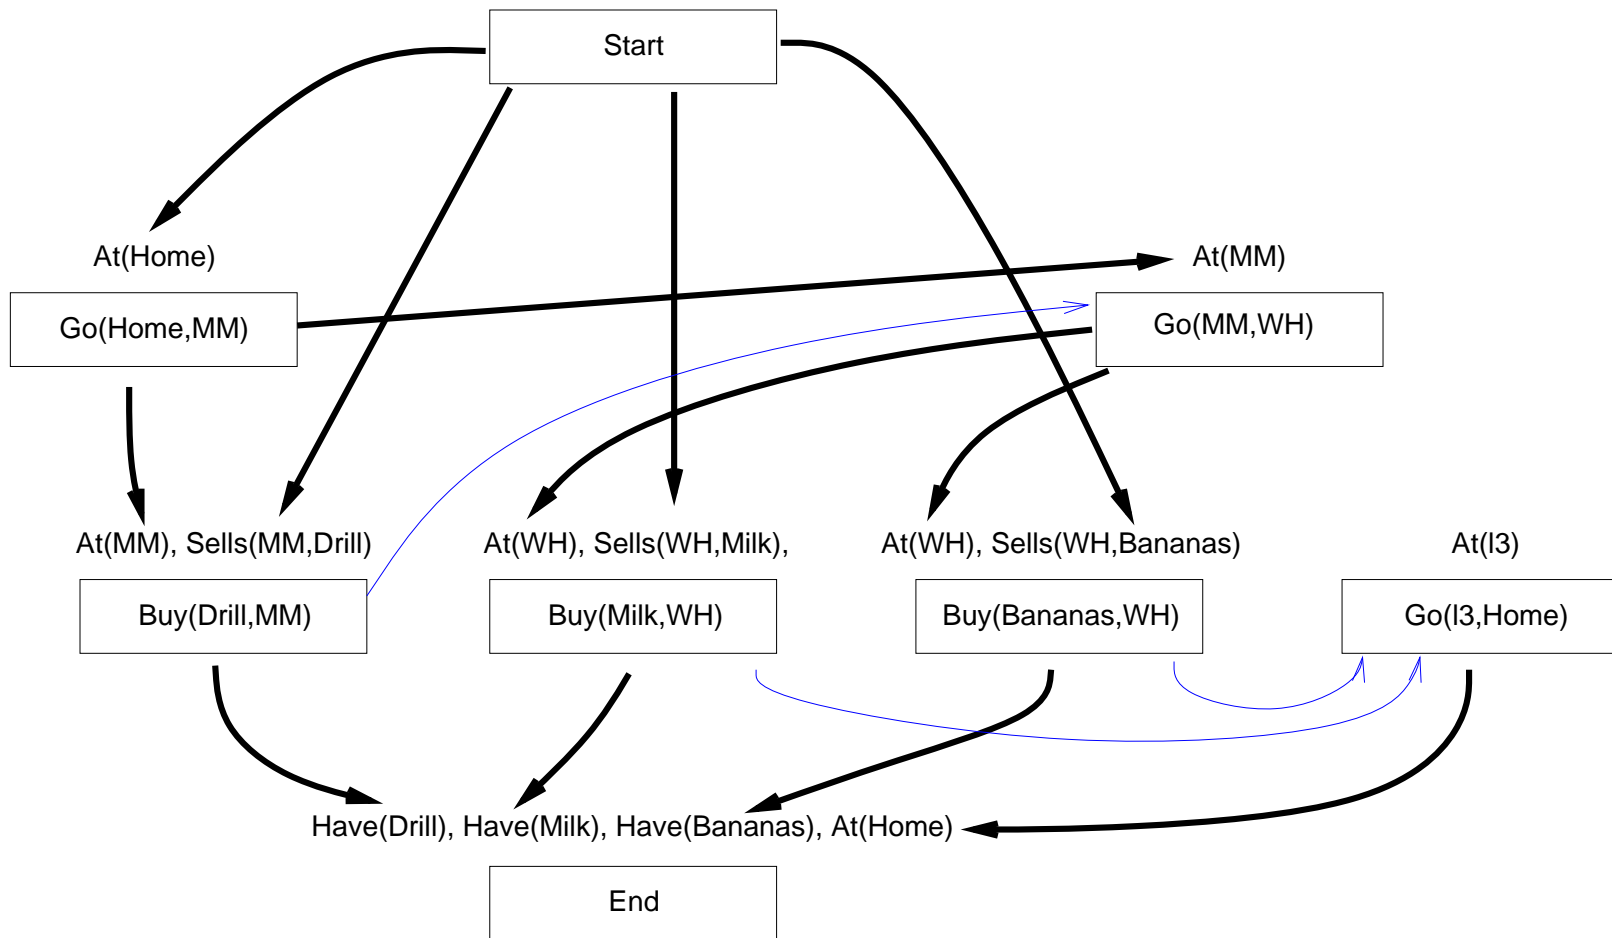 Start
At(Home)
At(MM)
Go(Home,MM)
Go(MM,WH)
At(MM), Sells(MM,Drill)
At(WH), Sells(WH,Milk),
At(WH), Sells(WH,Bananas)
At(l3)
Buy(Drill,MM)
Buy(Milk,WH)
Buy(Bananas,WH)
Go(l3,Home)
Have(Drill), Have(Milk), Have(Bananas), At(Home)
End